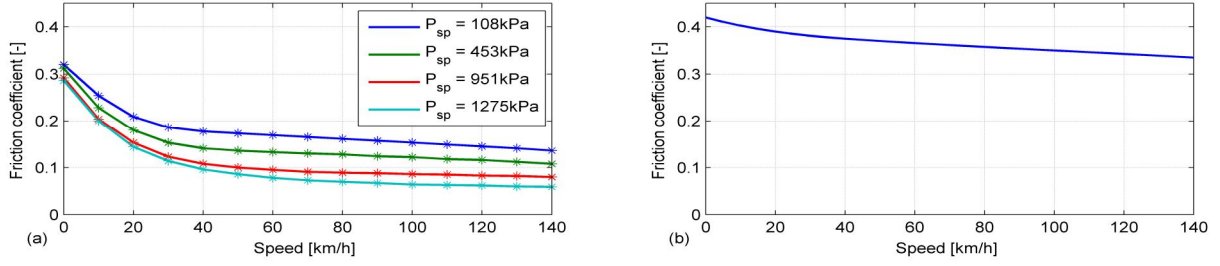 0.4
0.3
0.2
0.1
0
Friction coefficient [-]
P_sp = 108kPa
P_sp = 453kPa
P_sp = 951kPa
P_sp = 1275kPa
0 20 40 60 80 100 120 140
(a)
Speed [km/h]
0.4
0.3
0.2
0.1
0
Friction coefficient [-]
0 20 40 60 80 100 120 140
(b)
Speed [km/h]